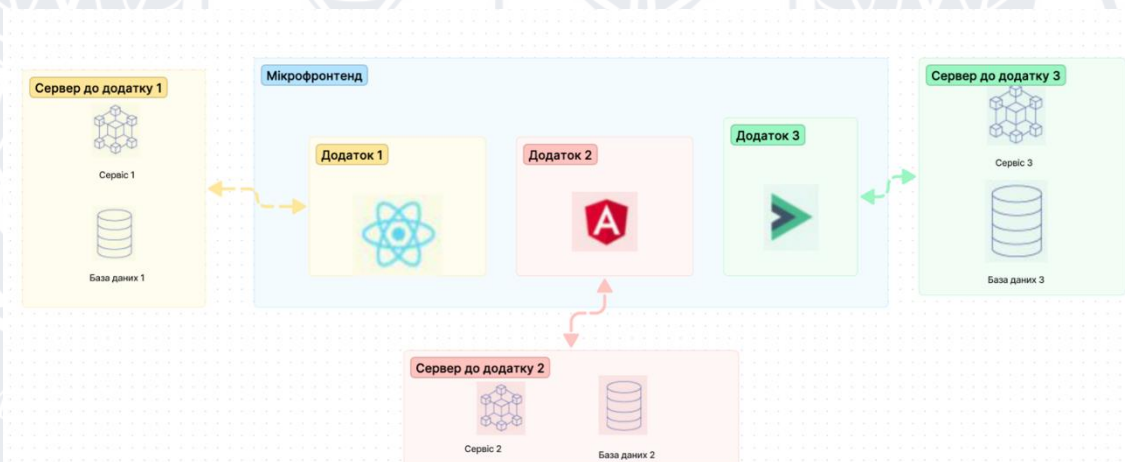 Сервер до додатку 1
Сервіс 1
База даних 1
Мікрофронтенд
Додаток 1
Додаток 2
Додаток 3
Сервер до додатку 3
Сервіс 3
База даних 3
Сервер до додатку 2
Сервіс 2
База даних 2